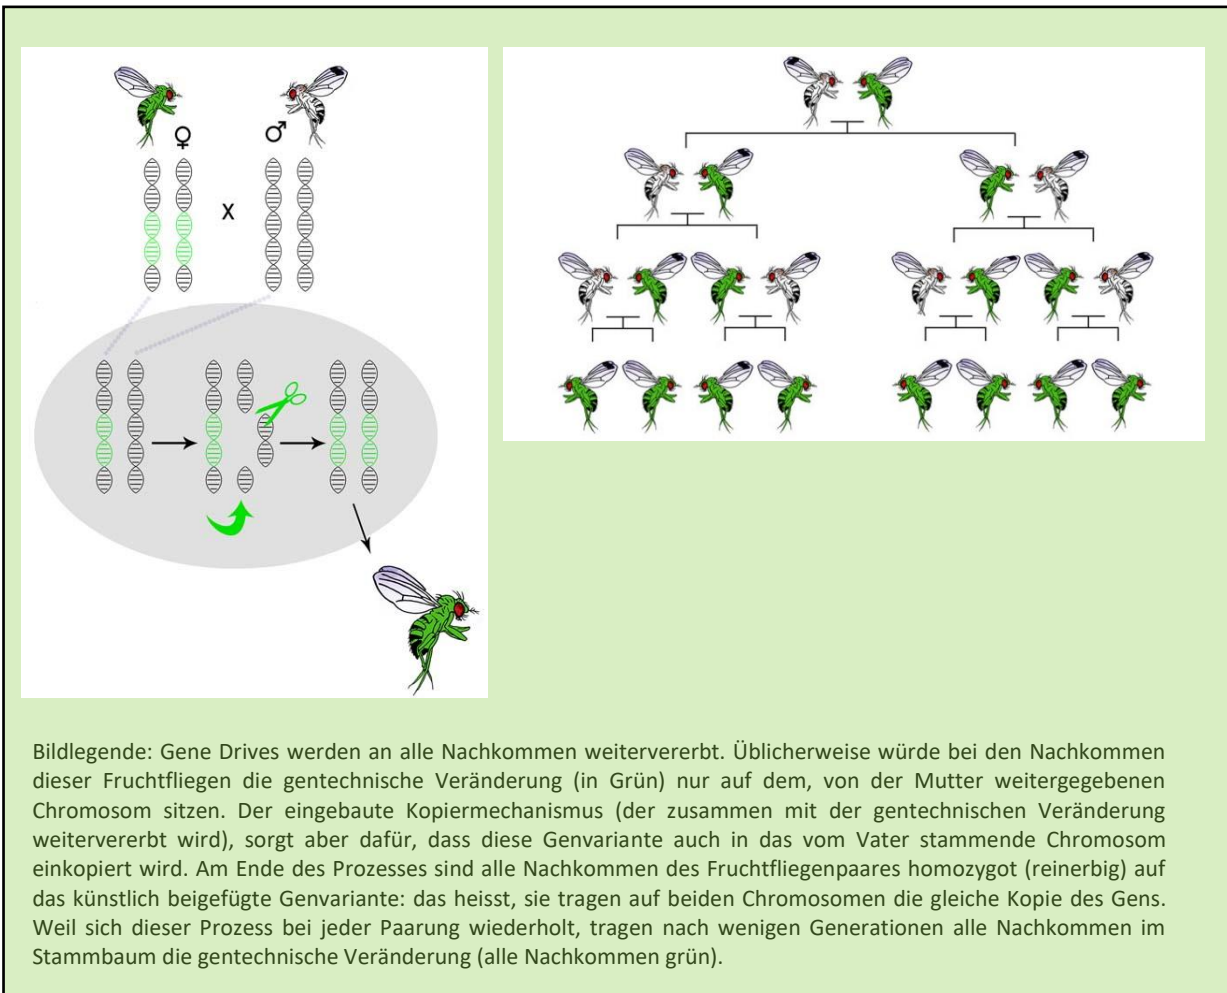 ♀
♂
X
Bildlegende: Gene Drives werden an alle Nachkommen weitervererbt. Üblicherweise würde bei den Nachkommen
dieser Fruchtfliegen die gentechnische Veränderung (in Grün) nur auf dem, von der Mutter weitergegebenen
Chromosom sitzen. Der eingebaute Kopiermechanismus (der zusammen mit der gentechnischen Veränderung
weitervererbt wird), sorgt aber dafür, dass diese Genvariante auch in das vom Vater stammende Chromosom
einkopiert wird. Am Ende des Prozesses sind alle Nachkommen des Fruchtfliegenpaares homozygot (reinerbig) auf
das künstlich beigefügte Genvariante: das heisst, sie tragen auf beiden Chromosomen die gleiche Kopie des Gens.
Weil sich dieser Prozess bei jeder Paarung wiederholt, tragen nach wenigen Generationen alle Nachkommen im
Stammbaum die gentechnische Veränderung (alle Nachkommen grün).